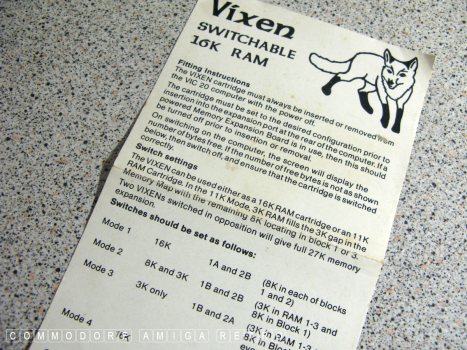 Vixen
SWITCHABLE
16K RAM
Fitting Instructions
The VIXEN cartridge must always be inserted or removed from
the VIC 20 computer with the power off.
The cartridge must be set to the desired configuration prior to
insertion into the expansion port at the rear of the computer. If a
powered Memory Expansion Board is in use, then this should
be turned off prior to insertion or removal.
On switching on the computer, the screen will display the
number of bytes free. If the number of free bytes is not as shown
below, then switch off, and ensure that the cartridge is switched
correctly.
Switch settings
The VIXEN can be used either as a 16K RAM cartridge or an 11K
RAM Cartridge. In the 11K Mode, 3K RAM fills the 3K gap in the
Memory Map with the remaining 8K locating in block 1 or 3.
Two VIXENs switched in opposition will give full 27K memory
expansion.
Switches should be set as follows:
Mode 1 16K 1A and 2B (8K in each of blocks
1 and 2)
Mode 2 8K and 3K 1B and 2B (3K in RAM 1-3 and
8K in Block 1)
Mode 3 3K only 1B and 2A (3K in RAM 1-3 and
8K in
Mode 4 16K
COMMODORE AMIGA RE